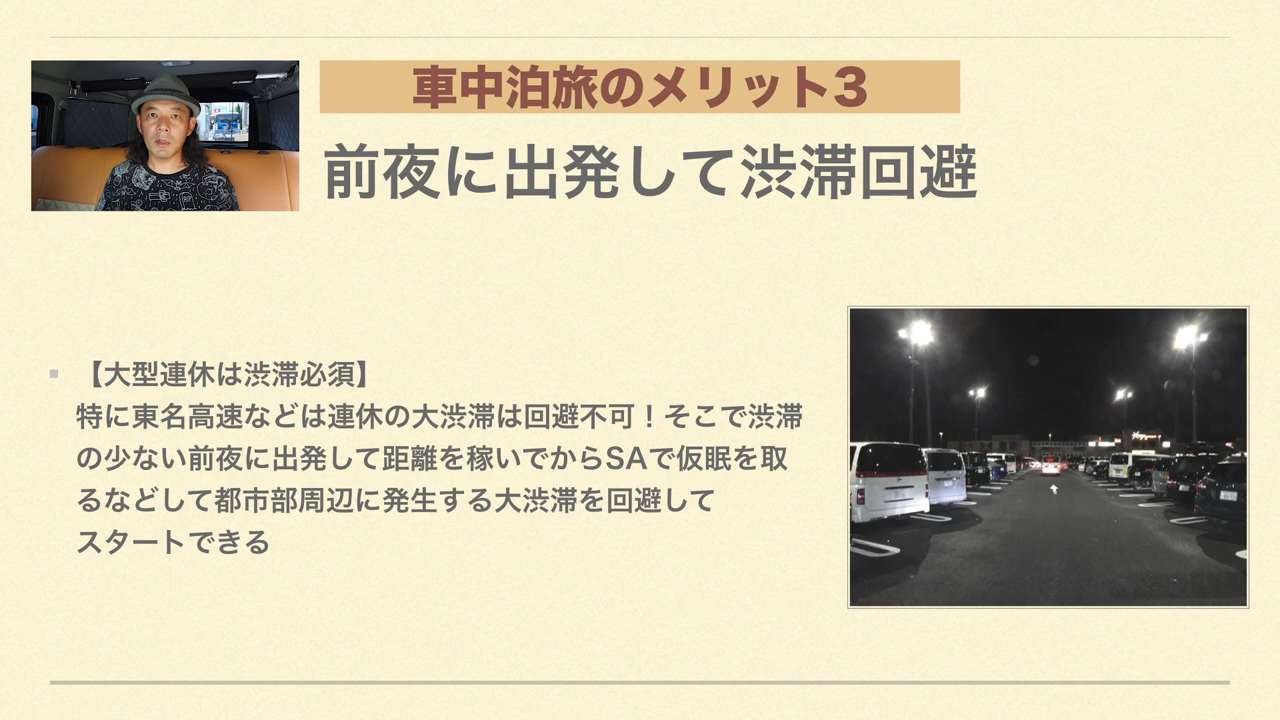 車中泊旅のメリット3
前夜に出発して渋滞回避
【大型連休は渋滞必須】
特に東名高速などは連休の大渋滞は回避不可！そこで渋滞
の少ない前夜に出発して距離を稼いでからSAで仮眠を取
るなどして都市部周辺に発生する大渋滞を回避して
スタートできる